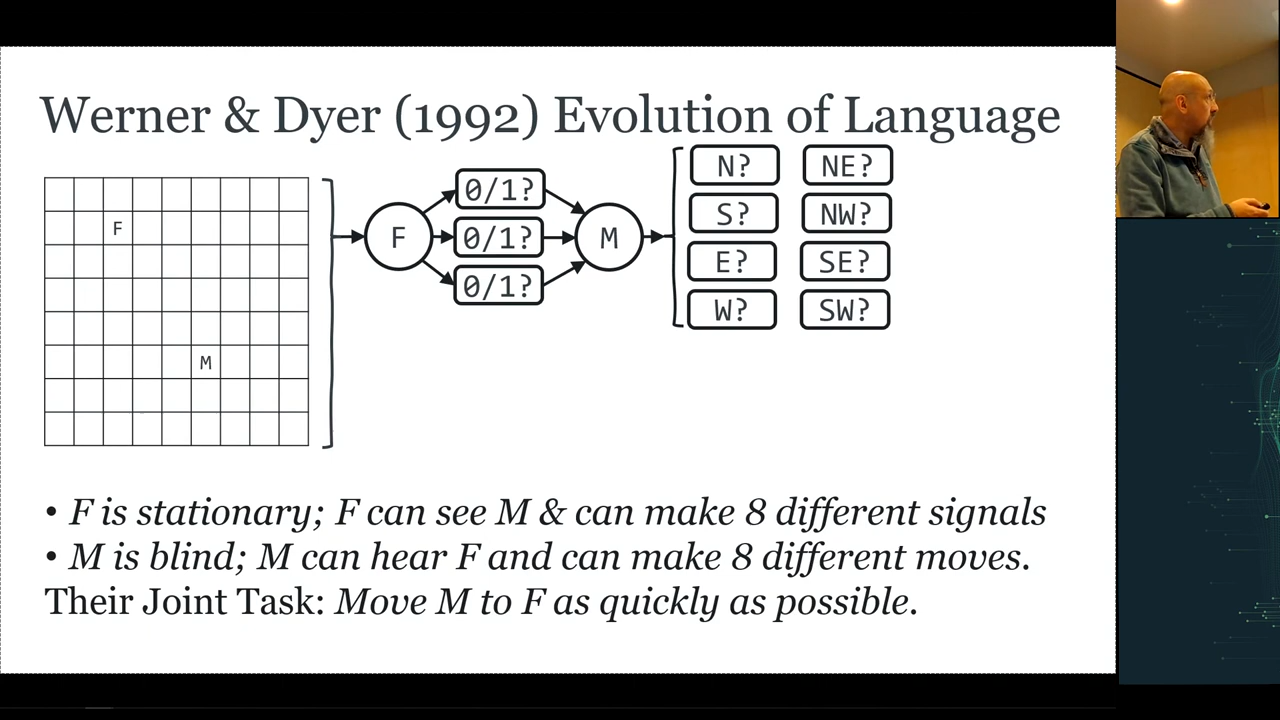 Werner & Dyer (1992) Evolution of Language
F
M
F
0/1?
0/1?
0/1?
M
N? NE?
S? NW?
E? SE?
W? SW?
• F is stationary; F can see M & can make 8 different signals
• M is blind; M can hear F and can make 8 different moves.
Their Joint Task: Move M to F as quickly as possible.